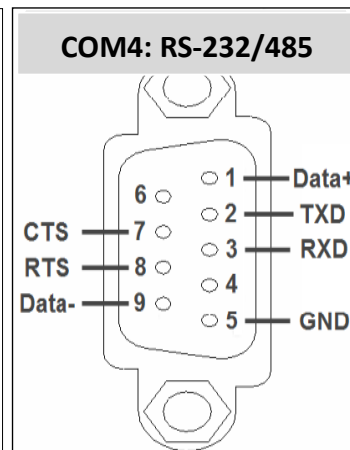 COM4: RS-232/485
1 Data+
6
2 TXD
CTS 7
3 RXD
RTS 8
4
Data- 9
5 GND